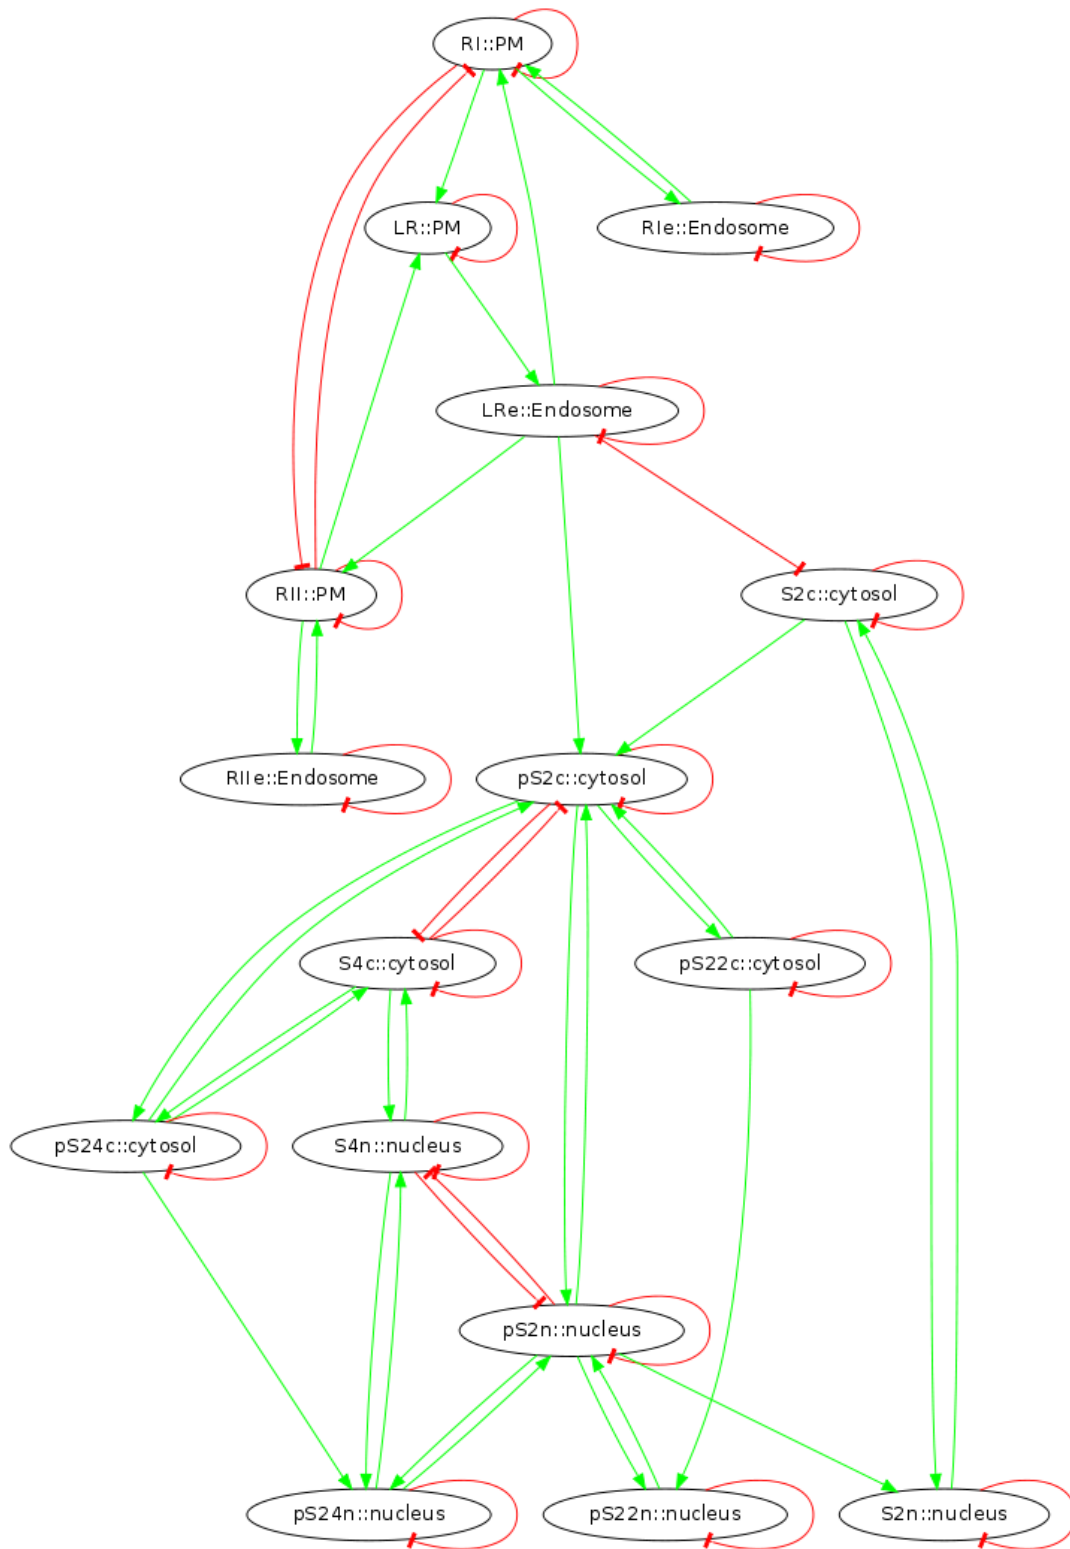 RI::PM
LR::PM
RIe::Endosome
LRe::Endosome
RII::PM
S2c::cytosol
RIIe::Endosome
pS2c::cytosol
S4c::cytosol
pS22c::cytosol
pS24c::cytosol
S4n::nucleus
pS2n::nucleus
pS24n::nucleus
pS22n::nucleus
S2n::nucleus